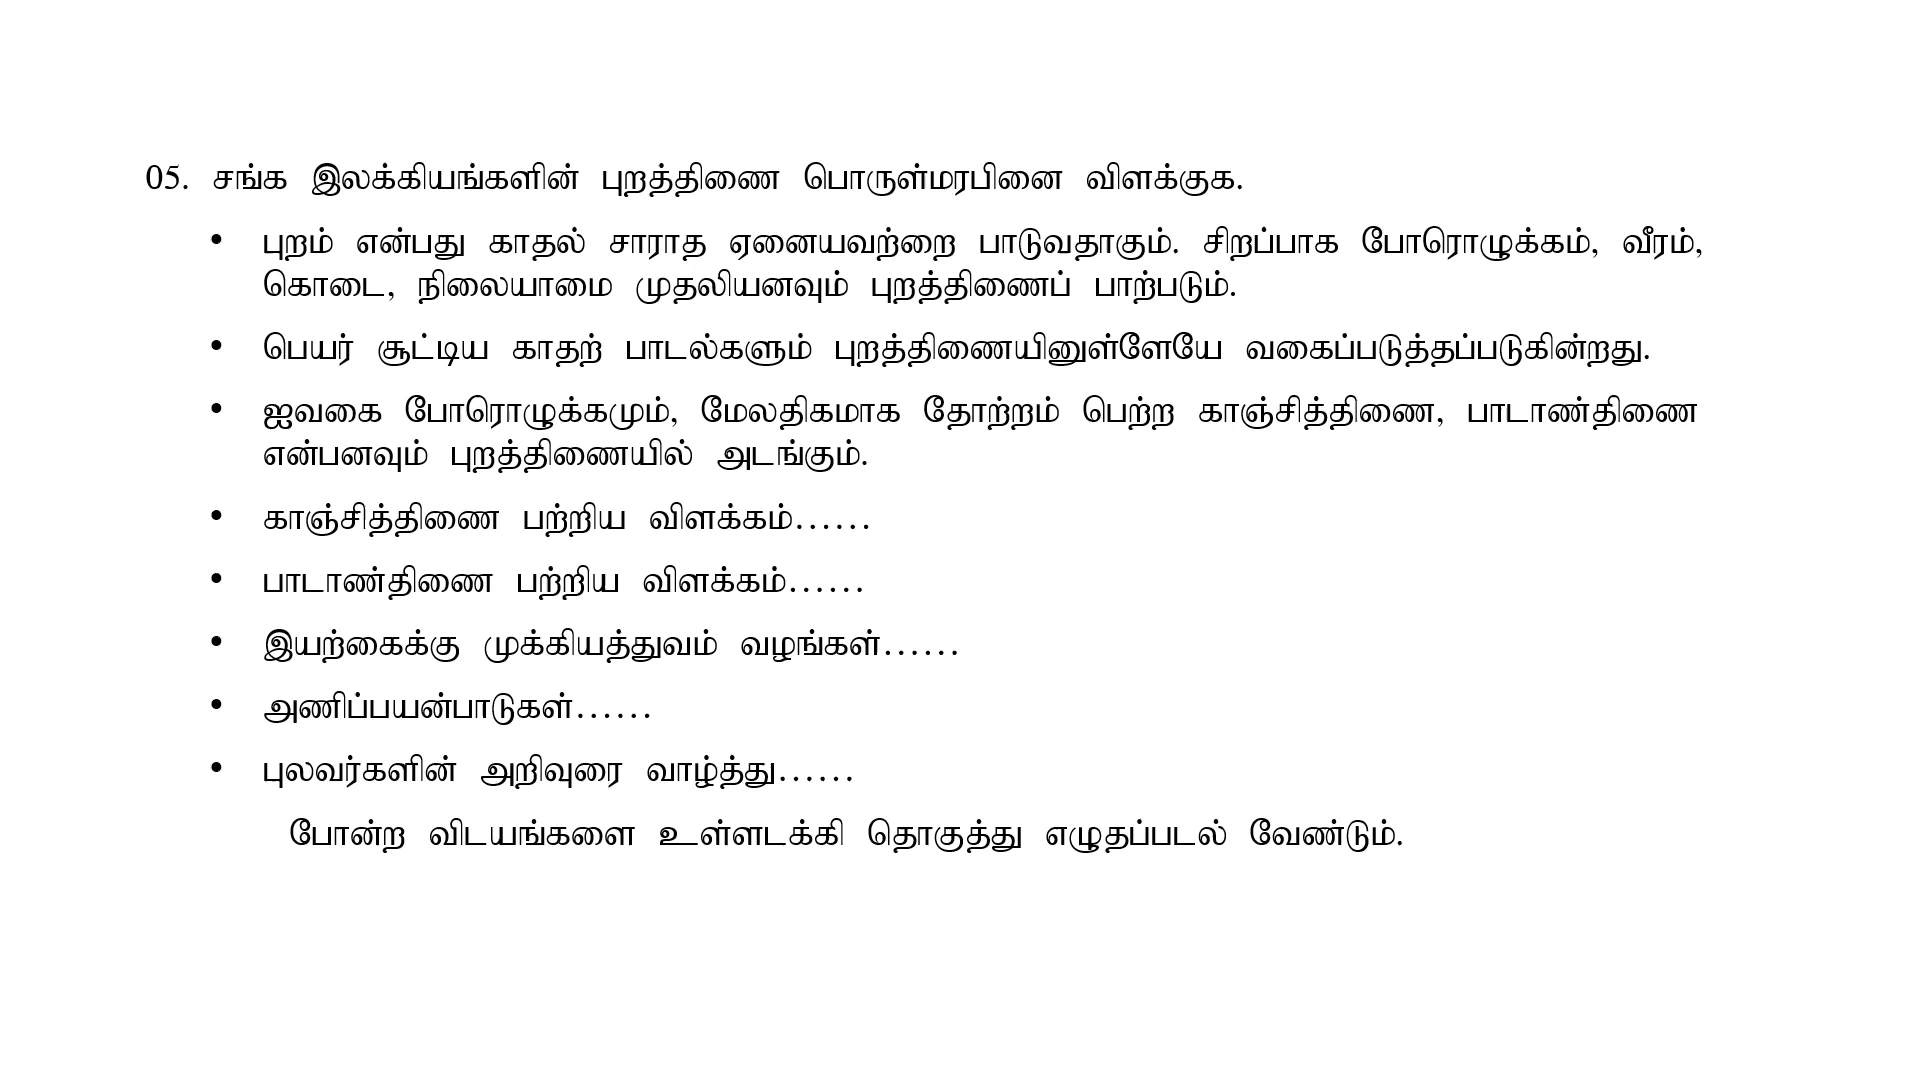 05. சங்க இலக்கியங்களின் புறத்திணை பொருள்மரபினை விளக்குக.
• புறம் என்பது காதல் சாராத ஏனையவற்றை பாடுவதாகும். சிறப்பாக போரொழுக்கம், வீரம்,
கொடை, நிலையாமை முதலியனவும் புறத்திணைப் பாற்படும்.
• பெயர் சூட்டிய காதற் பாடல்களும் புறத்திணையினுள்ளேயே வகைப்படுத்தப்படுகின்றது.
• ஐவகை போரொழுக்கமும், மேலதிகமாக தோற்றம் பெற்ற காஞ்சித்திணை, பாடாண்திணை
என்பனவும் புறத்திணையில் அடங்கும்.
• காஞ்சித்திணை பற்றிய விளக்கம்......
• பாடாண்திணை பற்றிய விளக்கம்......
• இயற்கைக்கு முக்கியத்துவம் வழங்கள்......
• அணிப்பயன்பாடுகள்......
• புலவர்களின் அறிவுரை வாழ்த்து......
போன்ற விடயங்களை உள்ளடக்கி தொகுத்து எழுதப்படல் வேண்டும்.